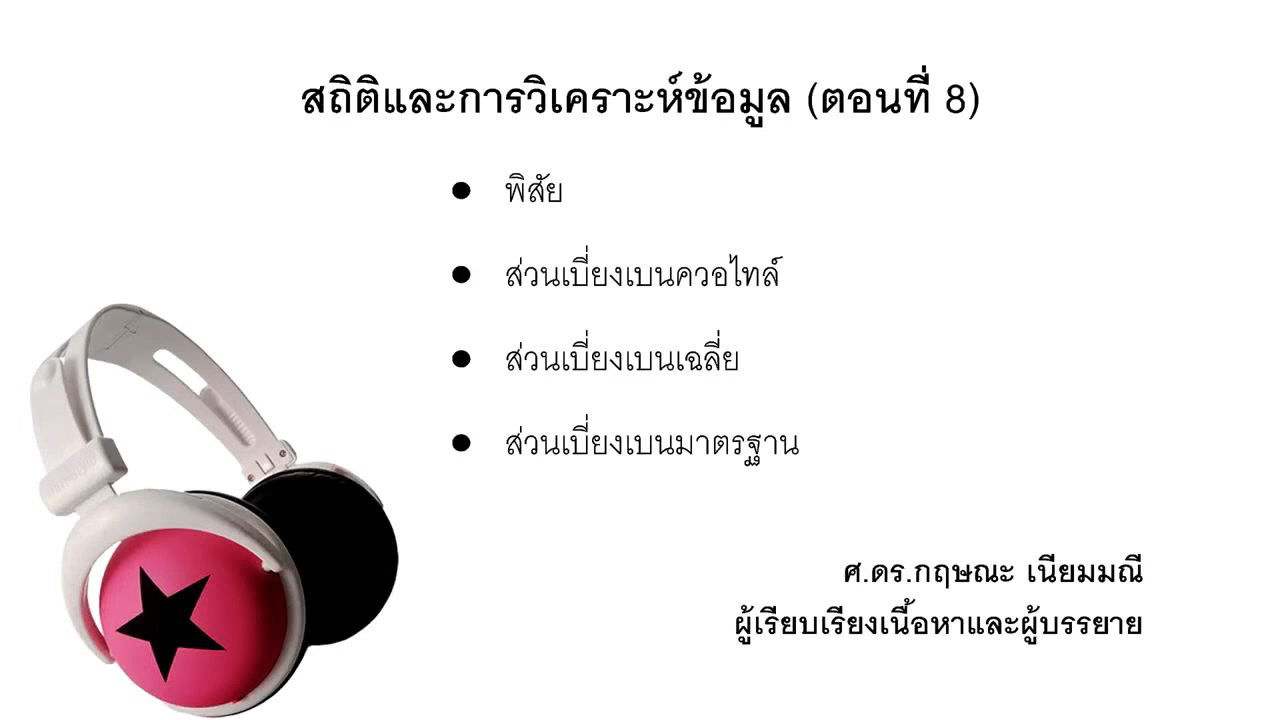 สถิติและการวิเคราะห์ข้อมูล (ตอนที่ 8)
● พิสัย
● ส่วนเบี่ยงเบนควอไทล์
● ส่วนเบี่ยงเบนเฉลี่ย
● ส่วนเบี่ยงเบนมาตรฐาน
ศ.ดร.กฤษณะ เนียมมณี
ผู้เรียบเรียงเนื้อหาและผู้บรรยาย